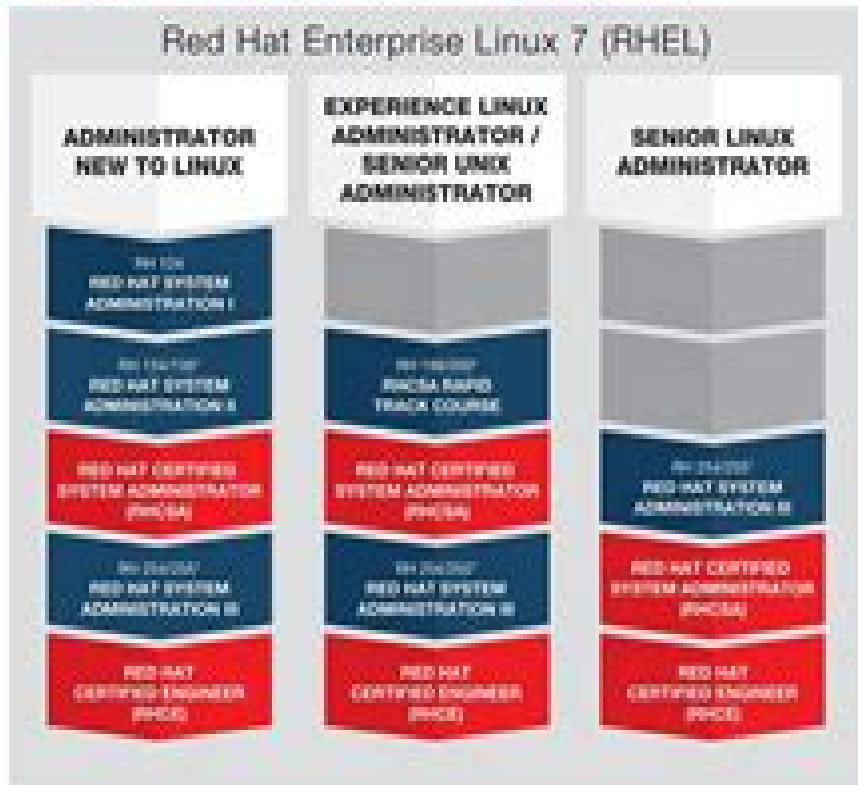 Red Hat Enterprise Linux 7 (RHEL)
ADMINISTRATOR
NEW TO LINUX
RH 124
RED HAT SYSTEM
ADMINISTRATION I
RED HAT SYSTEM
ADMINISTRATION II
RED HAT CERTIFIED
SYSTEM ADMINISTRATOR
(RHCSA)
RED HAT SYSTEM
ADMINISTRATION III
RED HAT
CERTIFIED ENGINEER
(RHCE)
EXPERIENCE LINUX
ADMINISTRATOR /
SENIOR UNIX
ADMINISTRATOR
RHCSA RAPID
TRACK COURSE
RED HAT CERTIFIED
SYSTEM ADMINISTRATOR
(RHCSA)
RED HAT SYSTEM
ADMINISTRATION III
RED HAT
CERTIFIED ENGINEER
(RHCE)
SENIOR LINUX
ADMINISTRATOR
RED HAT SYSTEM
ADMINISTRATION III
RED HAT CERTIFIED
SYSTEM ADMINISTRATOR
(RHCSA)
RED HAT
CERTIFIED ENGINEER
(RHCE)